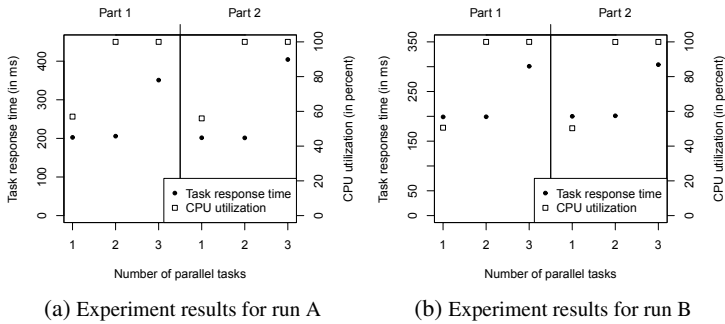 Part 1 Part 2
Task response time (in ms)
0 100 200 300 400
CPU utilization (in percent)
0 20 40 60 80 100
Task response time
CPU utilization
1 2 3 1 2 3
Number of parallel tasks
(a) Experiment results for run A
Part 1 Part 2
Task response time (in ms)
0 50 150 250 350
CPU utilization (in percent)
0 20 40 60 80 100
Task response time
CPU utilization
1 2 3 1 2 3
Number of parallel tasks
(b) Experiment results for run B